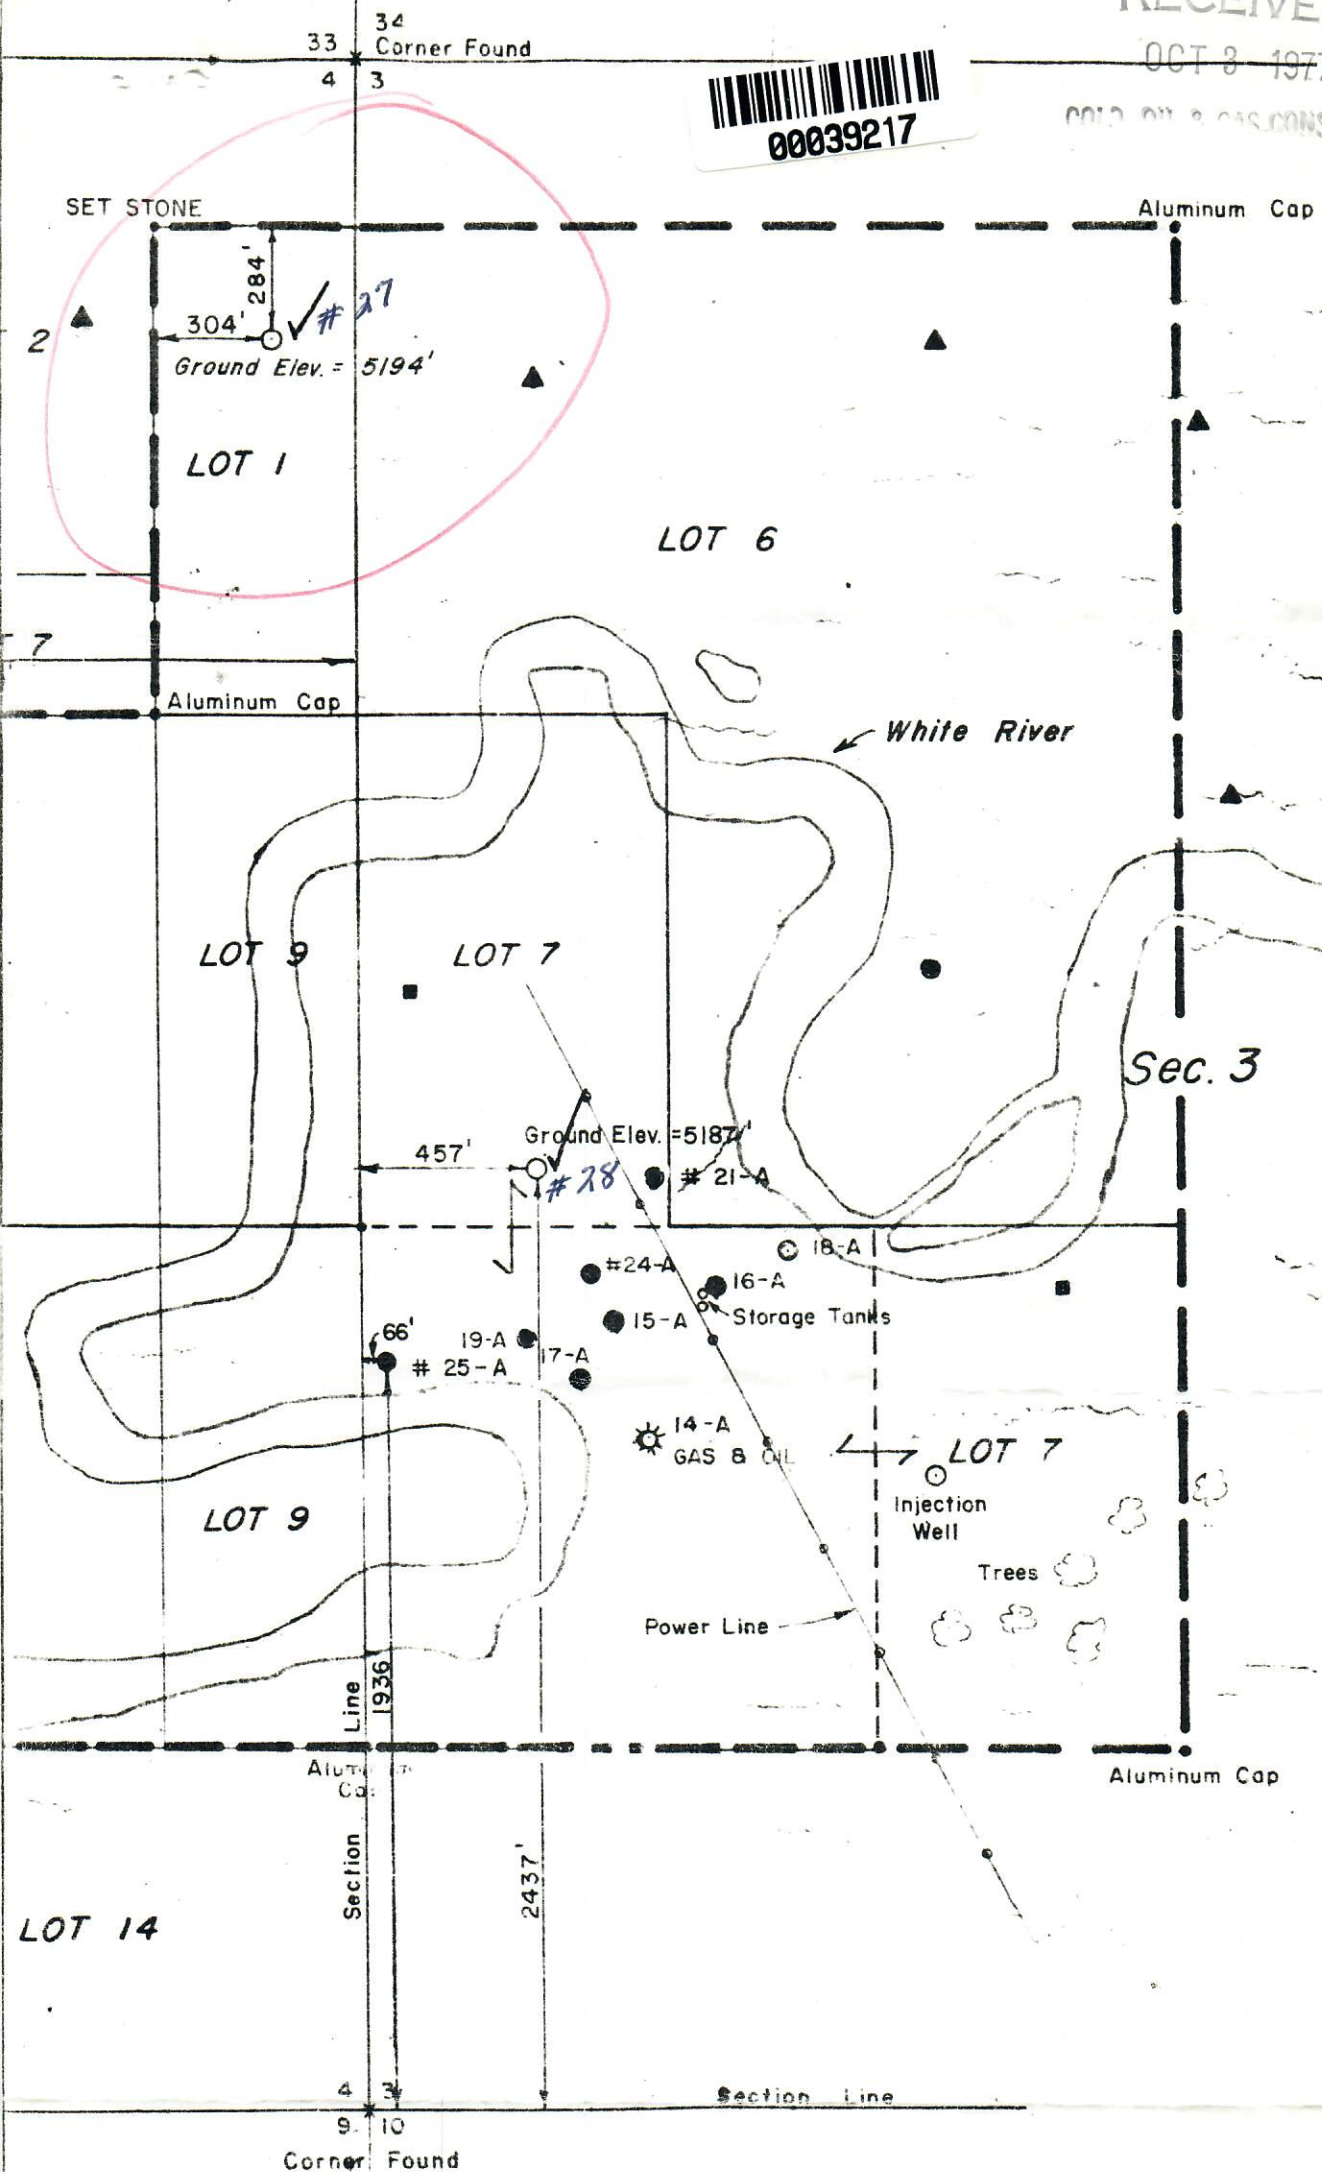 34
33 Corner Found
4 3
OCT 3 197
00039217
SET STONE
Aluminum Cap
284'
304'
# 27
2
Ground Elev. = 5194'
LOT 1
LOT 6
7
Aluminum Cap
White River
LOT 9
LOT 7
Sec. 3
Ground Elev. =5187'
457'
# 28
# 21-A
18-A
#24-A
16-A
15-A
Storage Tanks
66'
19-A
17-A
# 25-A
14-A
GAS & OIL
LOT 7
Injection
Well
LOT 9
Trees
Power Line
1936
Section Line
Aluminum Cap
2437'
LOT 14
4 3
Section Line
9 10
Corner Found